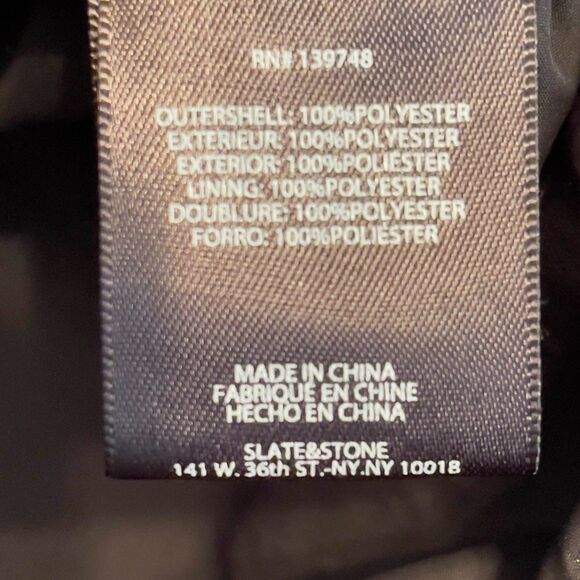 RN# 139748
OUTERSHELL: 100%POLYESTER
EXTERIEUR: 100%POLYESTER
EXTERIOR: 100%POLIESTER
LINING: 100%POLYESTER
DOUBLURE: 100%POLYESTER
FORRO: 100%POLIESTER
MADE IN CHINA
FABRIQUE EN CHINE
HECHO EN CHINA
SLATE&STONE
141 W. 36th ST.-NY.NY 10018